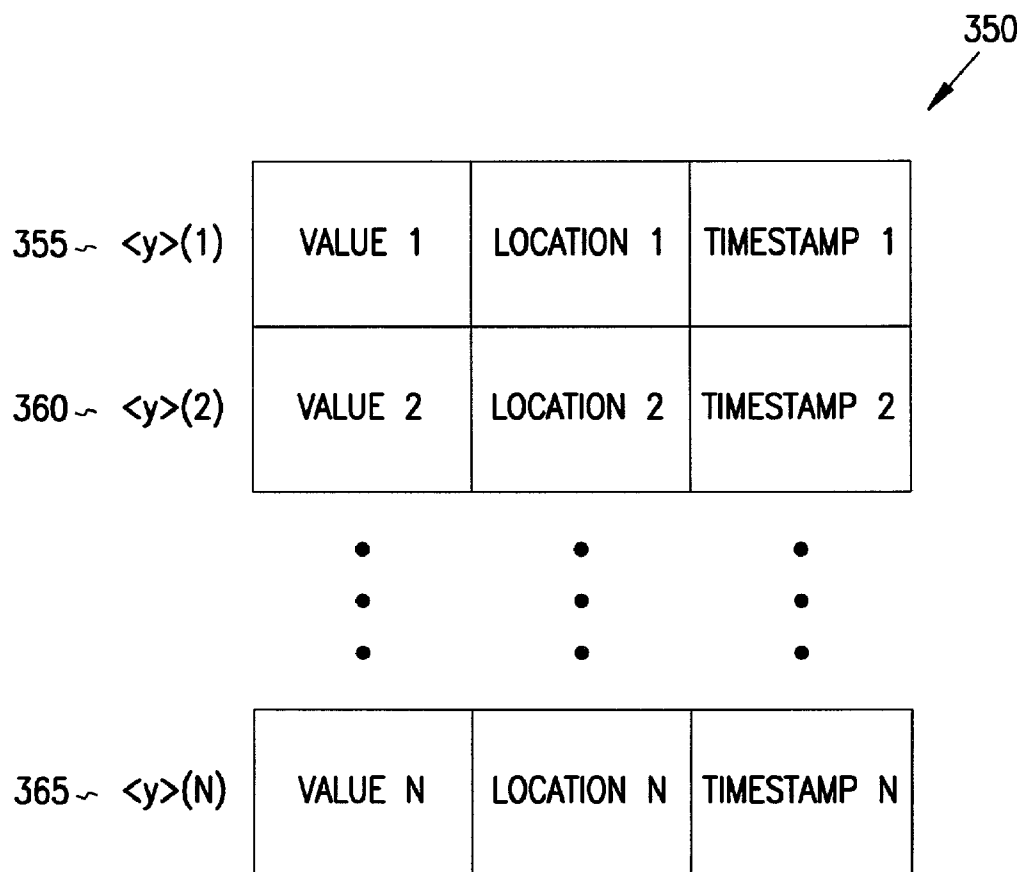 350
355 ~ <y>(1) VALUE 1 LOCATION 1 TIMESTAMP 1
360 ~ <y>(2) VALUE 2 LOCATION 2 TIMESTAMP 2
365 ~ <y>(N) VALUE N LOCATION N TIMESTAMP N